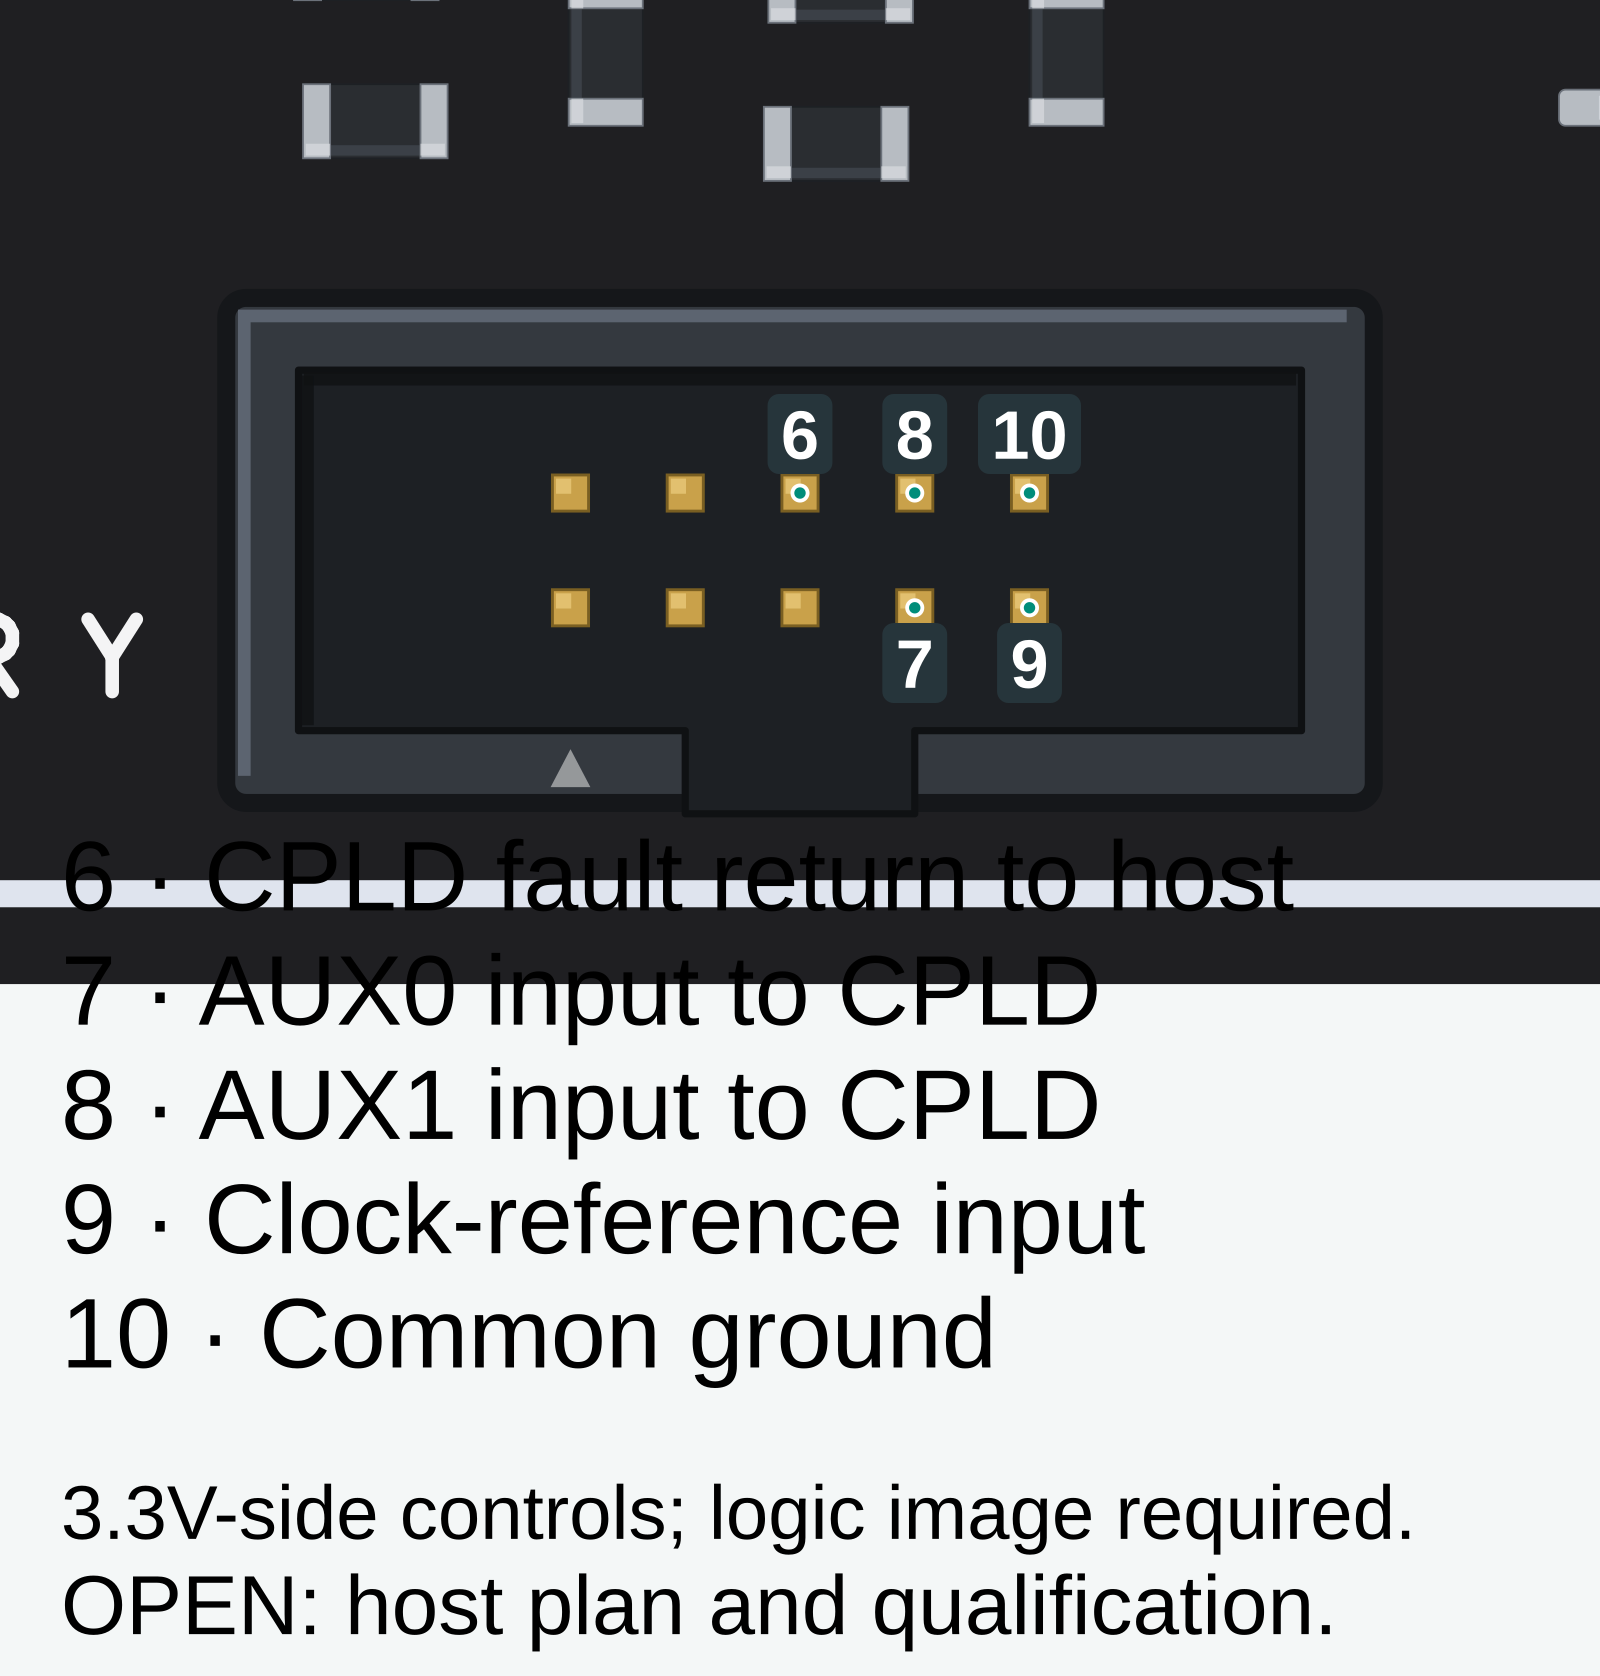 6 8 10
RY
7 9
6 · CPLD fault return to host
7 · AUX0 input to CPLD
8 · AUX1 input to CPLD
9 · Clock-reference input
10 · Common ground
3.3V-side controls; logic image required.
OPEN: host plan and qualification.